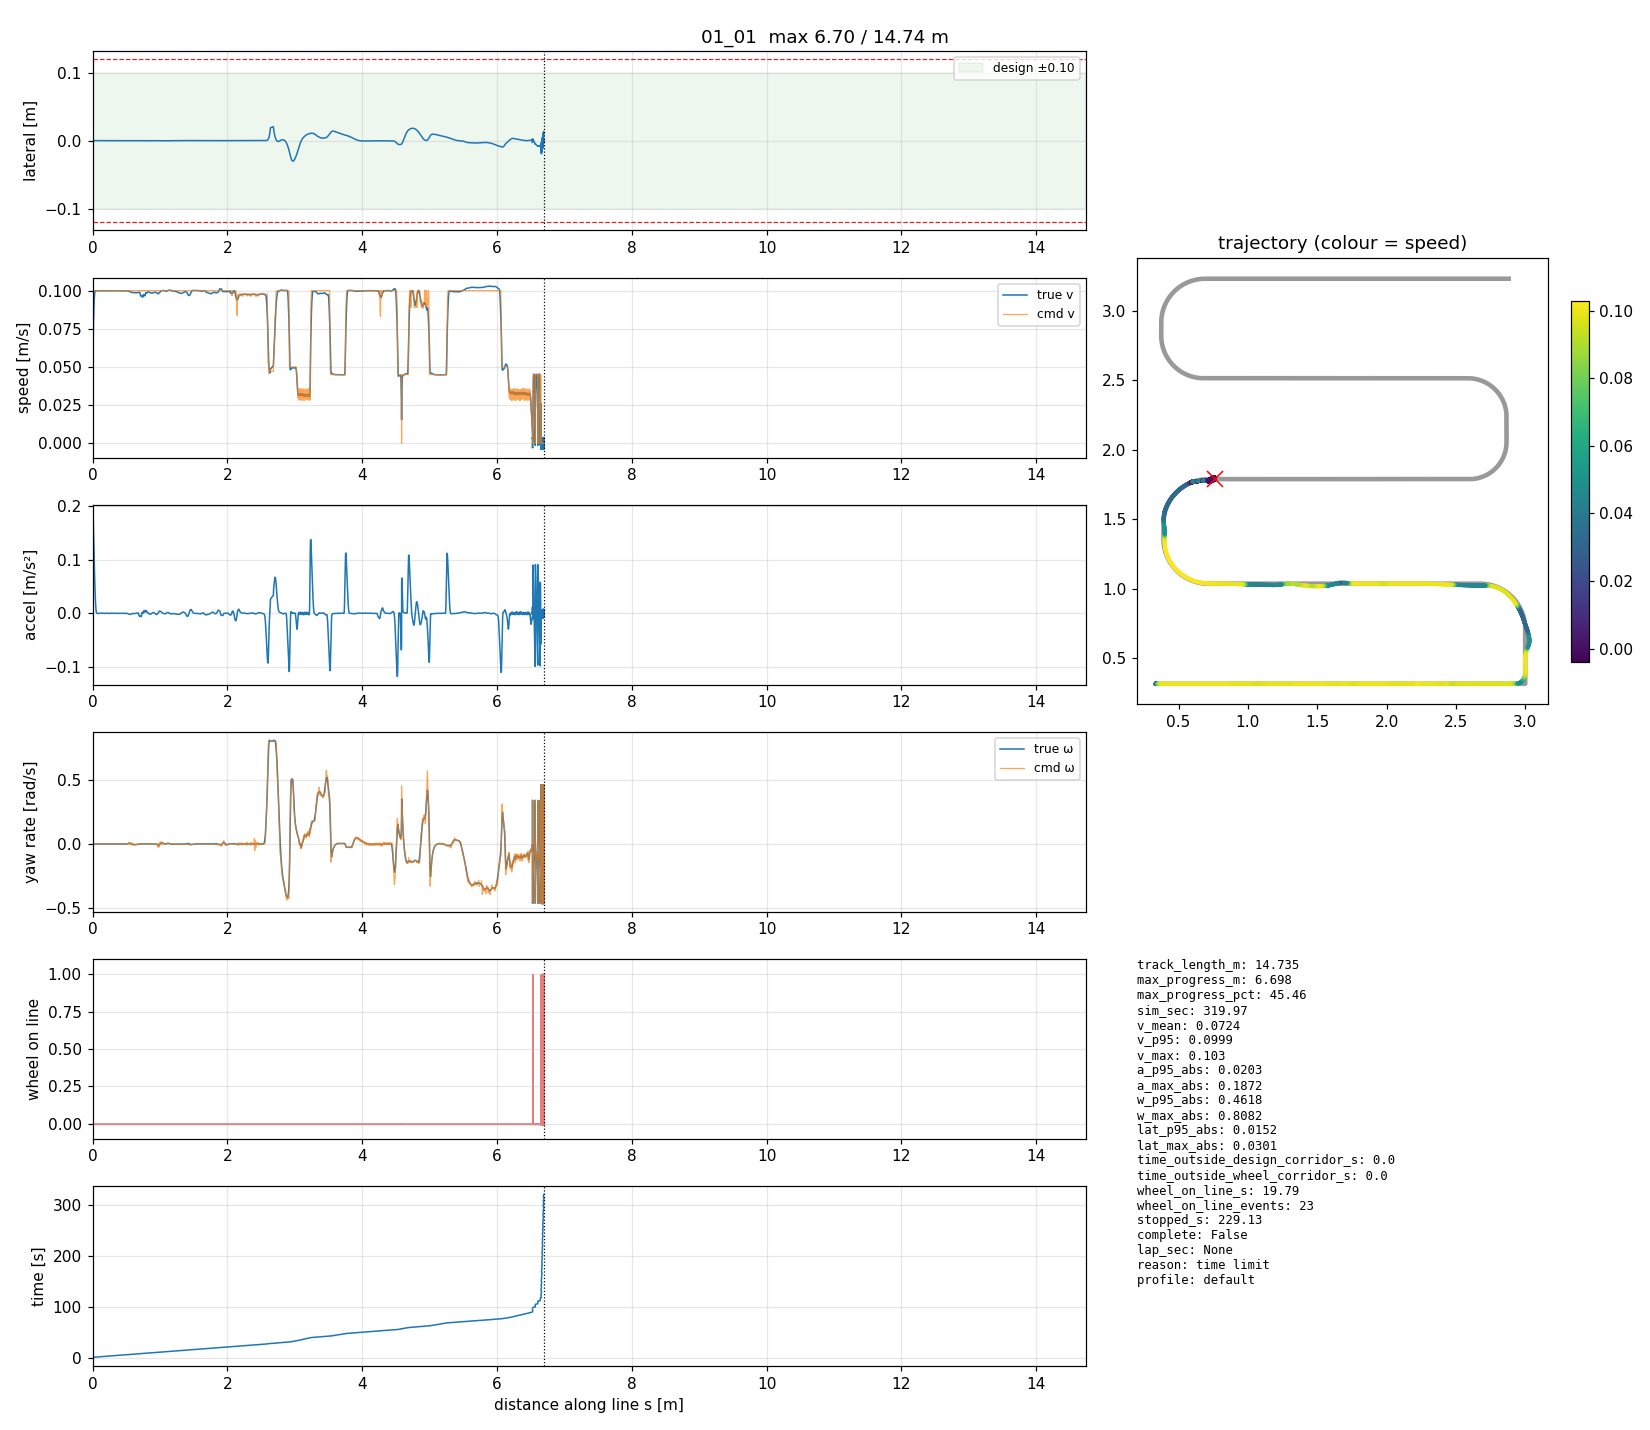 01_01  max 6.70 / 14.74 m
lateral [m]
0.1
0.0
−0.1
design ±0.10
0 2 4 6 8 10 12 14
speed [m/s]
0.100
0.075
0.050
0.025
0.000
true v
cmd v
0 2 4 6 8 10 12 14
accel [m/s²]
0.2
0.1
0.0
−0.1
0 2 4 6 8 10 12 14
yaw rate [rad/s]
0.5
0.0
−0.5
true ω
cmd ω
0 2 4 6 8 10 12 14
wheel on line
1.00
0.75
0.50
0.25
0.00
0 2 4 6 8 10 12 14
time [s]
300
200
100
0
0 2 4 6 8 10 12 14
distance along line s [m]
trajectory (colour = speed)
3.0
2.5
2.0
1.5
1.0
0.5
0.5 1.0 1.5 2.0 2.5 3.0
0.10
0.08
0.06
0.04
0.02
0.00
track_length_m: 14.735
max_progress_m: 6.698
max_progress_pct: 45.46
sim_sec: 319.97
v_mean: 0.0724
v_p95: 0.0999
v_max: 0.103
a_p95_abs: 0.0203
a_max_abs: 0.1872
w_p95_abs: 0.4618
w_max_abs: 0.8082
lat_p95_abs: 0.0152
lat_max_abs: 0.0301
time_outside_design_corridor_s: 0.0
time_outside_wheel_corridor_s: 0.0
wheel_on_line_s: 19.79
wheel_on_line_events: 23
stopped_s: 229.13
complete: False
lap_sec: None
reason: time limit
profile: default